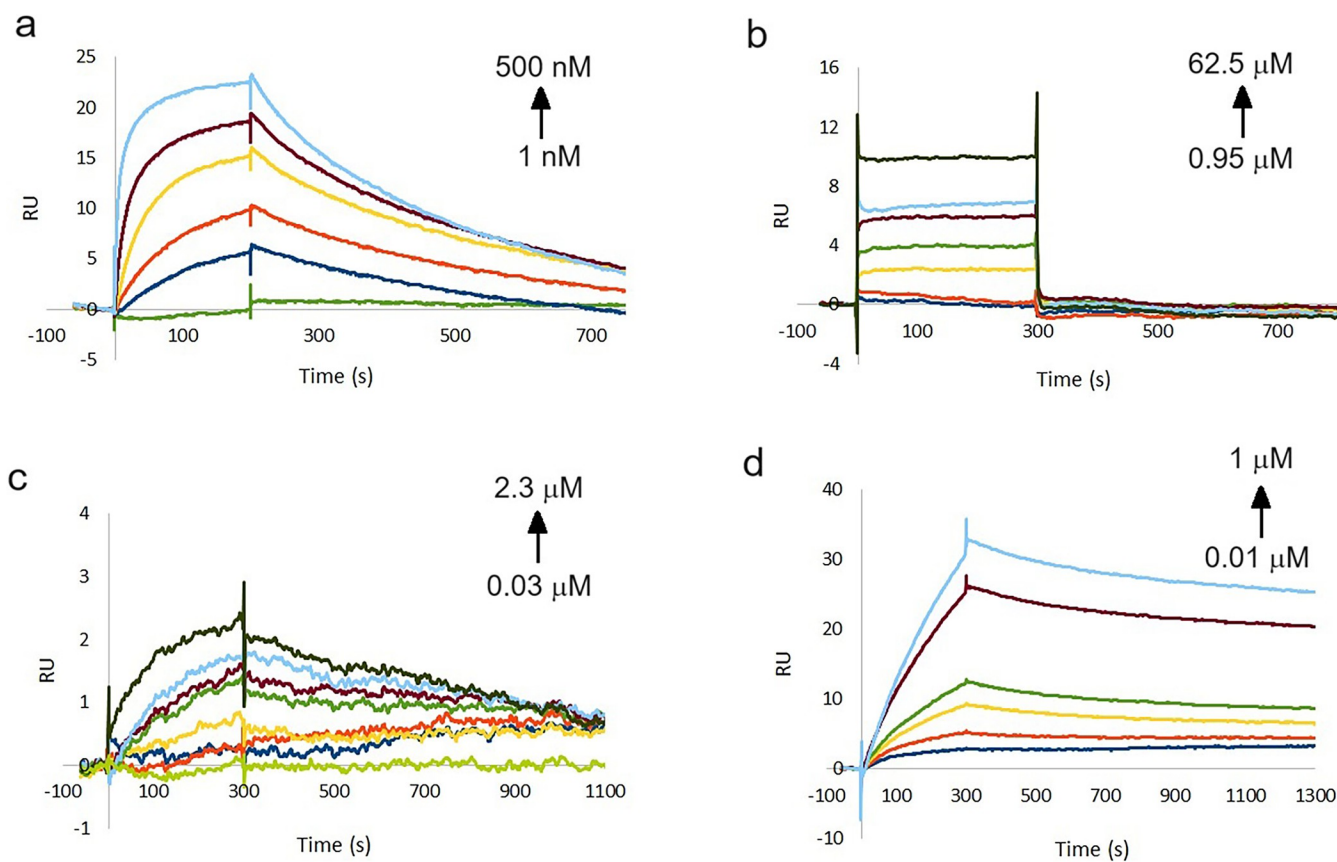 a
500 nM
1 nM
25
20
15
10
5
0
-5
RU
-100 100 300 500 700
Time (s)
b
62.5 μM
0.95 μM
16
12
8
4
0
-4
RU
-100 100 300 500 700
Time (s)
c
2.3 μM
0.03 μM
4
3
2
1
0
-1
RU
-100 100 300 500 700 900 1100
Time (s)
d
1 μM
0.01 μM
40
30
20
10
0
-10
RU
-100 100 300 500 700 900 1100 1300
Time (s)